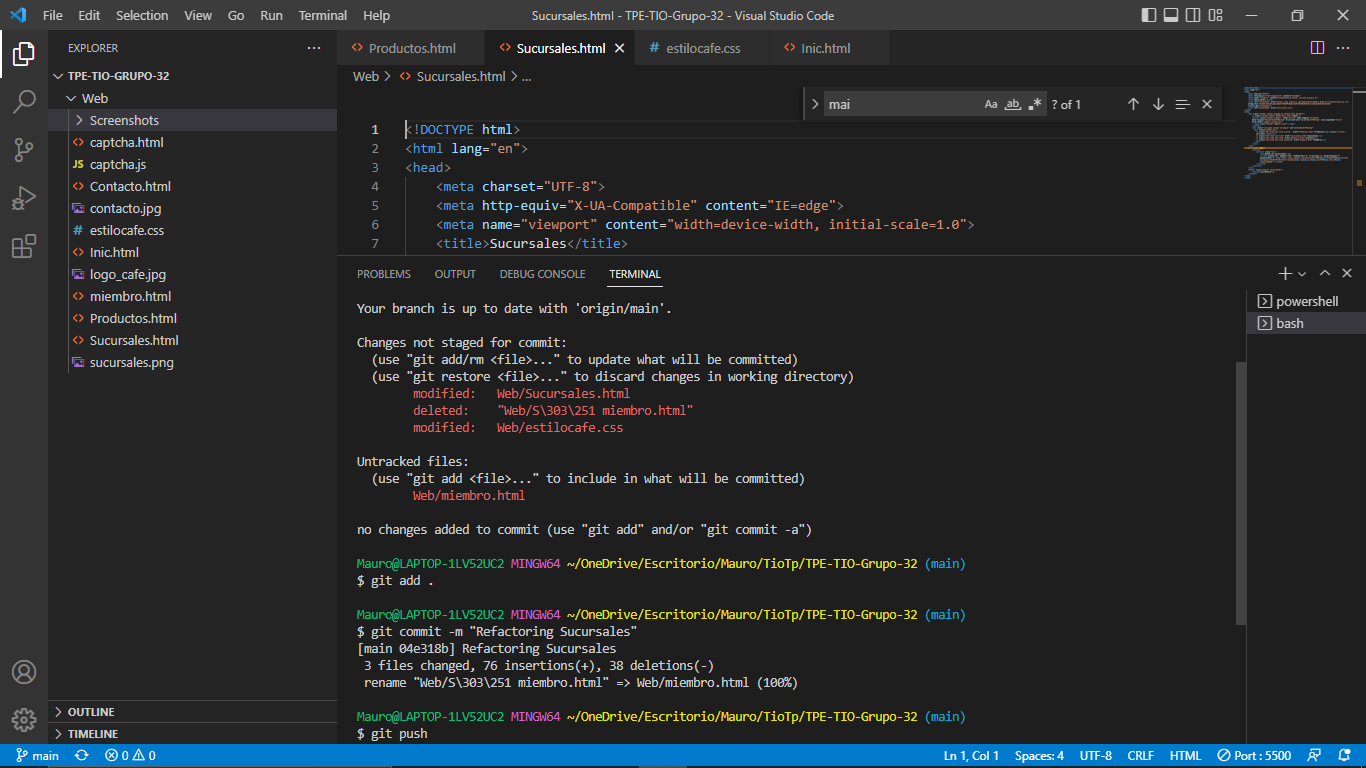 File Edit Selection View Go Run Terminal Help
Sucursales.html - TPE-TIO-Grupo-32 - Visual Studio Code
EXPLORER
TPE-TIO-GRUPO-32
Web
Screenshots
captcha.html
JS captcha.js
Contacto.html
contacto.jpg
# estilocafe.css
Inic.html
logo_cafe.jpg
miembro.html
Productos.html
Sucursales.html
sucursales.png
OUTLINE
TIMELINE
Productos.html
Sucursales.html
# estilocafe.css
Inic.html
Web > Sucursales.html > ...
mai Aa ab .* ? of 1
1 <!DOCTYPE html>
2 <html lang="en">
3 <head>
4 <meta charset="UTF-8">
5 <meta http-equiv="X-UA-Compatible" content="IE=edge">
6 <meta name="viewport" content="width=device-width, initial-scale=1.0">
7 <title>Sucursales</title>
PROBLEMS OUTPUT DEBUG CONSOLE TERMINAL
Your branch is up to date with 'origin/main'.
Changes not staged for commit:
(use "git add/rm <file>..." to update what will be committed)
(use "git restore <file>..." to discard changes in working directory)
modified: Web/Sucursales.html
deleted: "Web/S\303\251 miembro.html"
modified: Web/estilocafe.css
Untracked files:
(use "git add <file>..." to include in what will be committed)
Web/miembro.html
no changes added to commit (use "git add" and/or "git commit -a")
Mauro@LAPTOP-1LV52UC2 MINGW64 ~/OneDrive/Escritorio/Mauro/TioTp/TPE-TIO-Grupo-32 (main)
$ git add .
Mauro@LAPTOP-1LV52UC2 MINGW64 ~/OneDrive/Escritorio/Mauro/TioTp/TPE-TIO-Grupo-32 (main)
$ git commit -m "Refactoring Sucursales"
[main 04e318b] Refactoring Sucursales
3 files changed, 76 insertions(+), 38 deletions(-)
rename "Web/S\303\251 miembro.html" => Web/miembro.html (100%)
Mauro@LAPTOP-1LV52UC2 MINGW64 ~/OneDrive/Escritorio/Mauro/TioTp/TPE-TIO-Grupo-32 (main)
$ git push
powershell
bash
main 0 0 Ln 1, Col 1 Spaces: 4 UTF-8 CRLF HTML Port : 5500